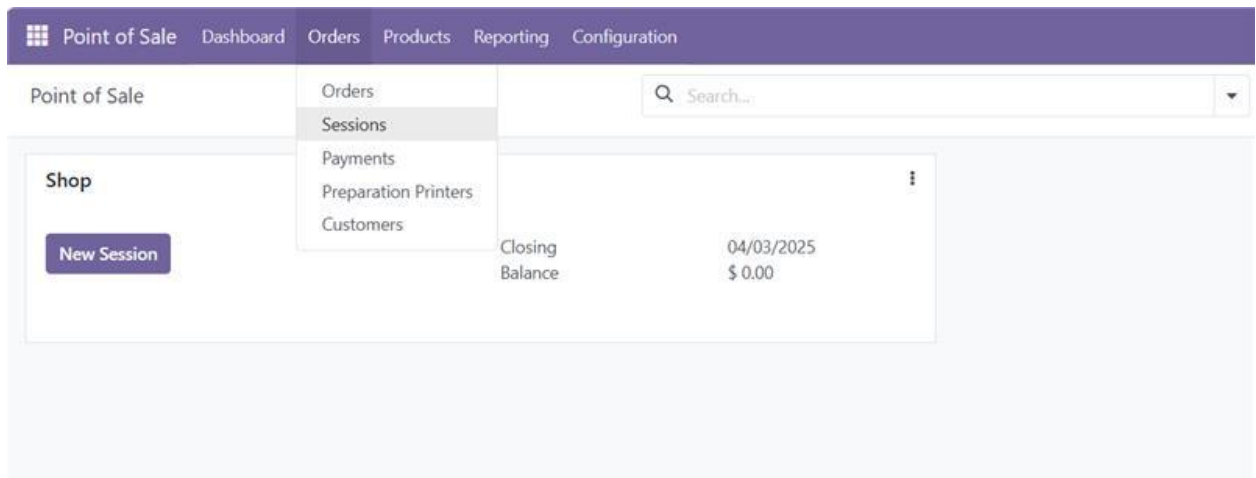 Point of Sale Dashboard Orders Products Reporting Configuration
Point of Sale
Search...
Orders
Sessions
Payments
Preparation Printers
Customers
Shop
New Session
Closing 04/03/2025
Balance $ 0.00